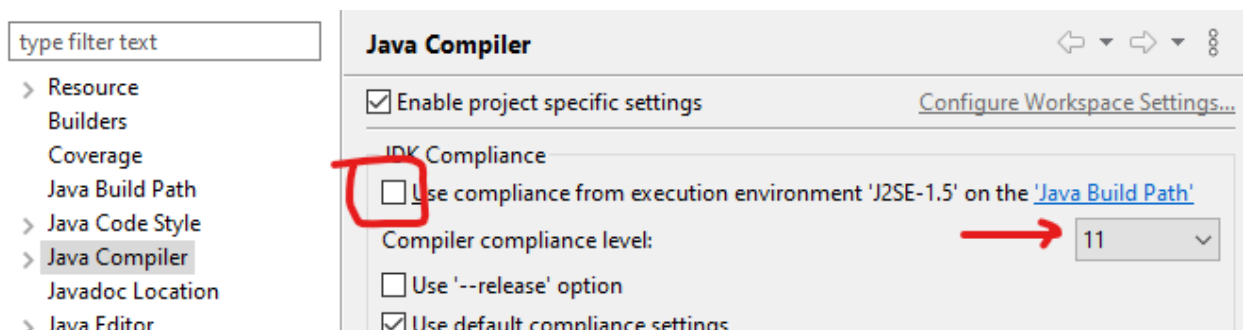 type filter text
Resource
Builders
Coverage
Java Build Path
Java Code Style
Java Compiler
Javadoc Location
Java Editor
Java Compiler
Enable project specific settings
Configure Workspace Settings...
JDK Compliance
Use compliance from execution environment 'J2SE-1.5' on the 'Java Build Path'
Compiler compliance level:
11
Use '--release' option
Use default compliance settings